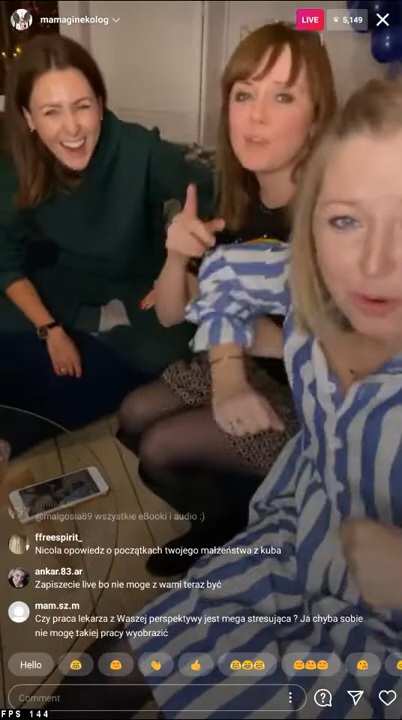 mamaginekolog
LIVE
5,149
@malgosia89 wszystkie eBooki i audio :)
ffreespirit_
Nicola opowiedz o początkach twojego małżeństwa z kuba
ankar.83.ar
Zapiszecie live bo nie moge z wami teraz być
mam.sz.m
Czy praca lekarza z Waszej perspektywy jest mega stresująca ? Ja chyba sobie
nie mogę takiej pracy wyobrazić
Hello
Comment
FPS 144